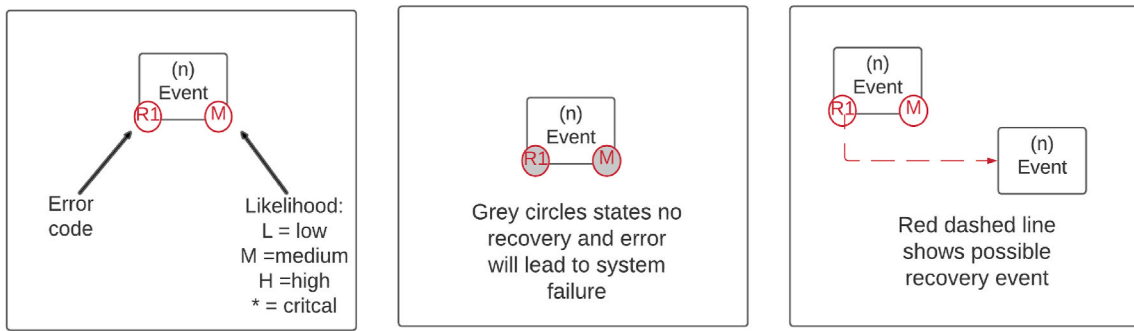 (n)
Event
R1
M
Error
code
Likelihood:
L = low
M =medium
H =high
* = critcal
(n)
Event
R1
M
Grey circles states no
recovery and error
will lead to system
failure
(n)
Event
R1
M
(n)
Event
Red dashed line
shows possible
recovery event